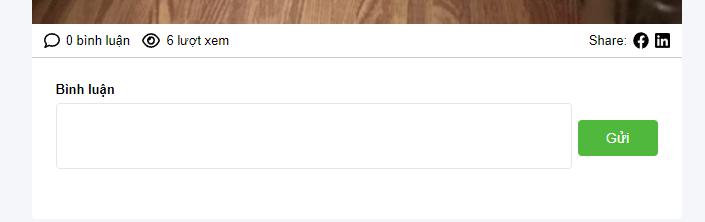 0 bình luận 6 lượt xem Share:
Bình luận
Gửi